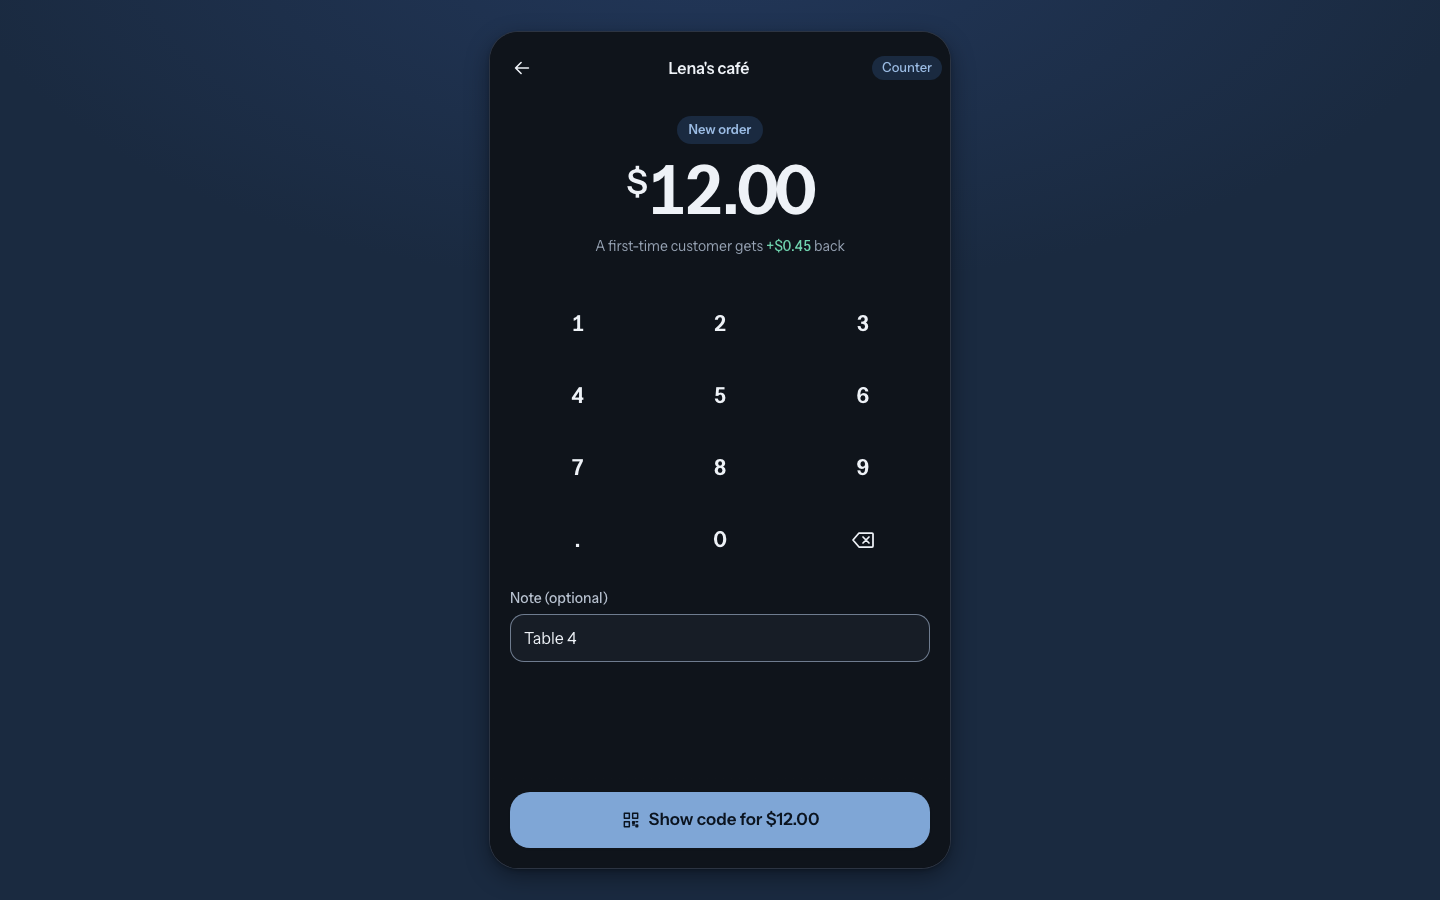 Lena's café
Counter
New order
$12.00
A first-time customer gets +$0.45 back
1 2 3
4 5 6
7 8 9
. 0
Note (optional)
Table 4
Show code for $12.00